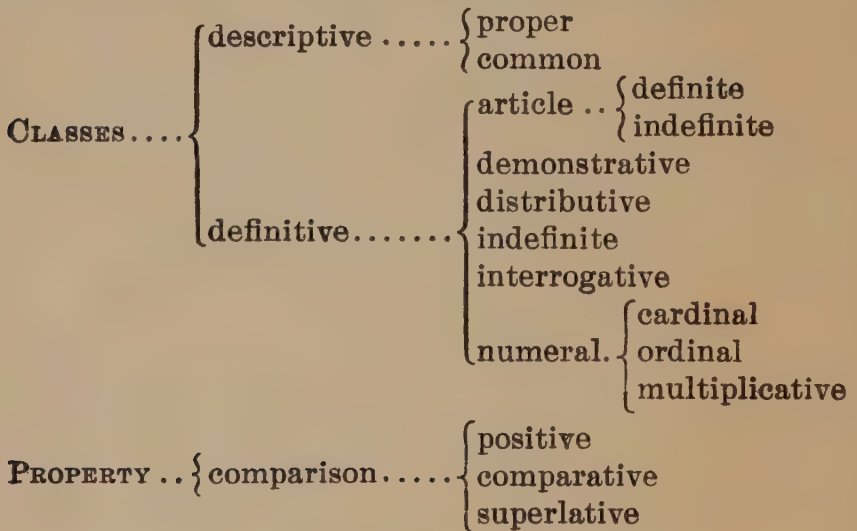 descriptive ..... proper
common
article .. definite
CLASSES .... indefinite
demonstrative
distributive
definitive ....... indefinite
interrogative
cardinal
numeral. ordinal
multiplicative
positive
PROPERTY .. comparison ..... comparative
superlative